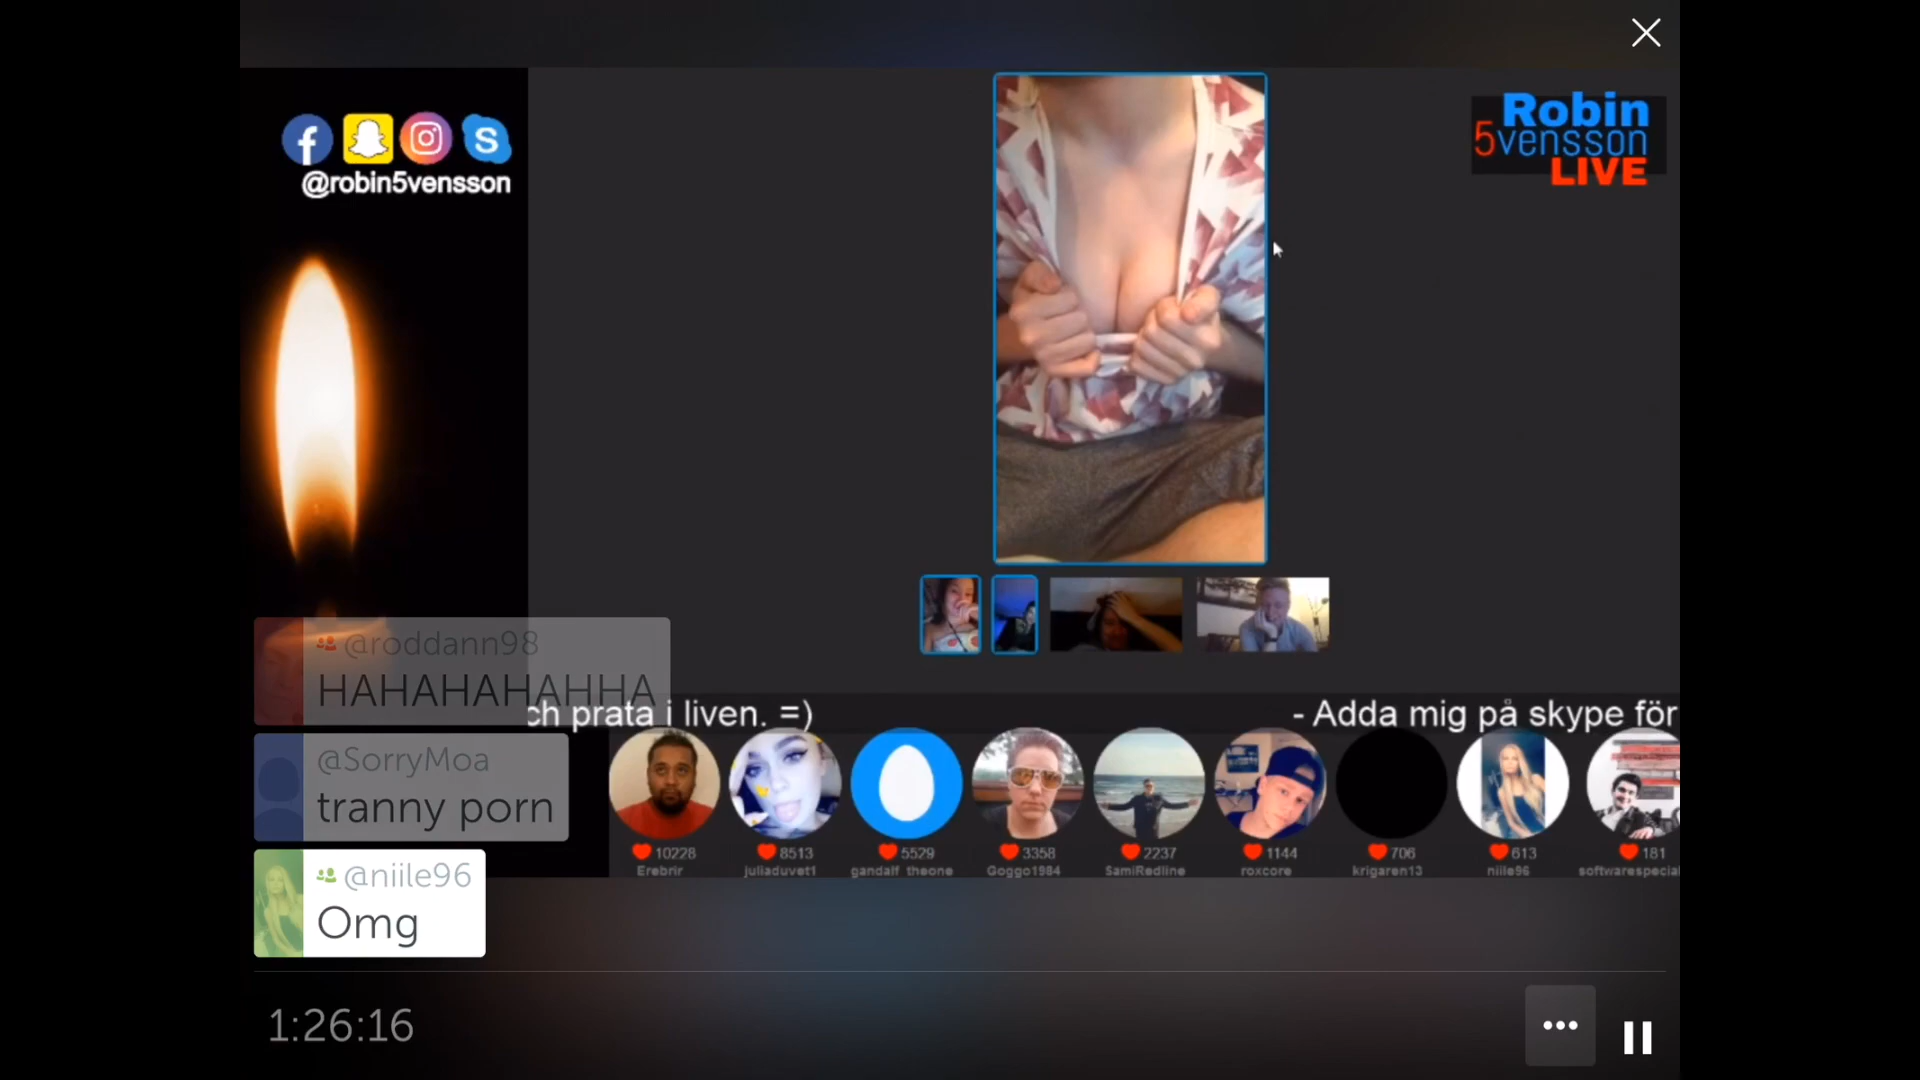 @robin5vensson
Robin
5vensson
LIVE
@roddann98
HAHAHAHAHHA
ch prata i liven. =)
- Adda mig på skype för
@SorryMoa
tranny porn
@niile96
Omg
10228
8513
5529
3358
2237
1144
706
613
181
Erebrir
juliaduvet1
gandalf_theone
Goggo1984
SamiRedline
roxcore
krigaren13
niile96
softwarespecial
1:26:16